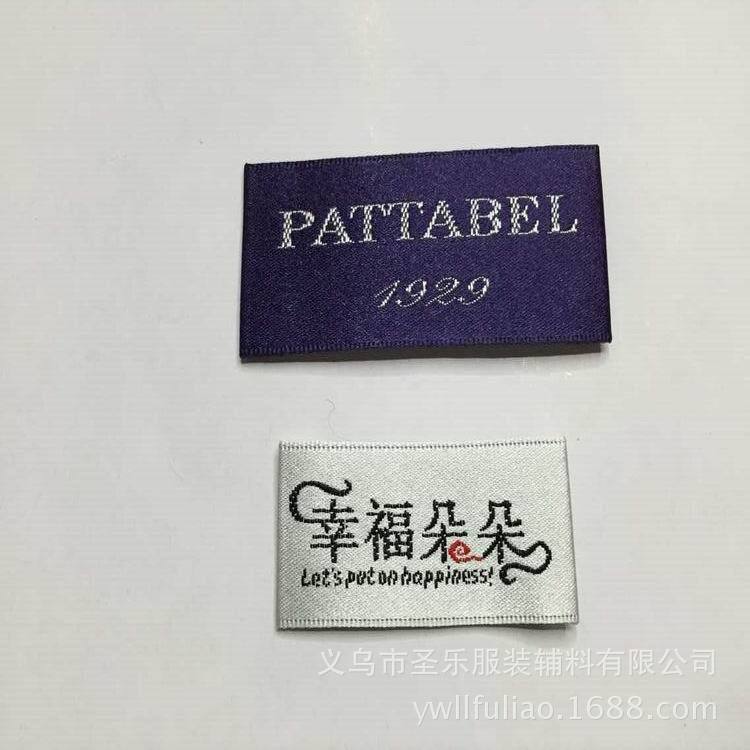 PATTABEL
1929
幸福朵朵
Let's put on happiness!
义乌市圣乐服装辅料有限公司
ywllfuliao.1688.com